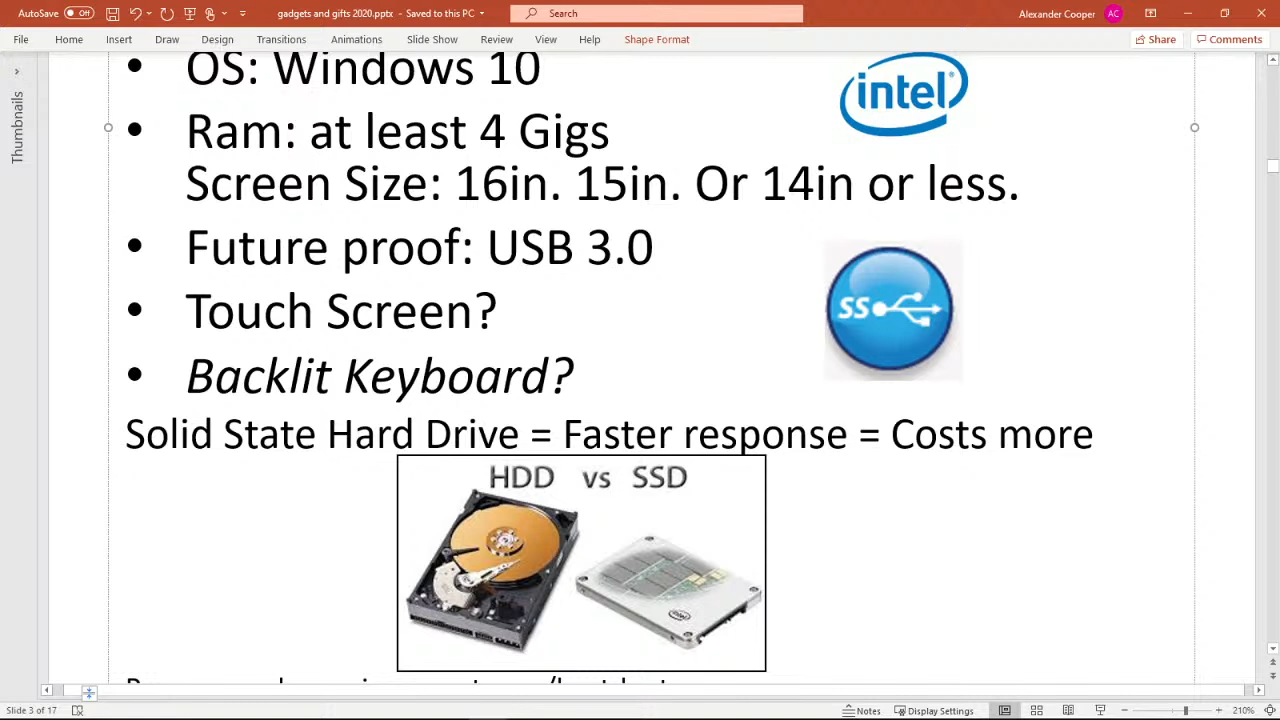 AutoSave Off
gadgets and gifts 2020.pptx - Saved to this PC
Search
Alexander Cooper AC
File Home Insert Draw Design Transitions Animations Slide Show Review View Help Shape Format Share Comments
Thumbnails
• OS: Windows 10
intel®
• Ram: at least 4 Gigs
Screen Size: 16in. 15in. Or 14in or less.
• Future proof: USB 3.0
SS
• Touch Screen?
• Backlit Keyboard?
Solid State Hard Drive = Faster response = Costs more
HDD vs SSD
intel
Slide 3 of 17
Notes
Display Settings
210%